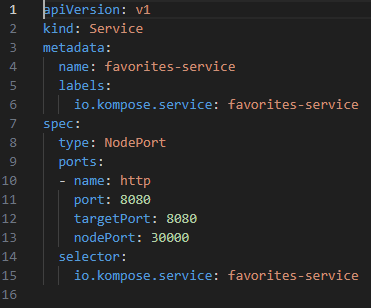 1 apiVersion: v1
2 kind: Service
3 metadata:
4   name: favorites-service
5   labels:
6     io.kompose.service: favorites-service
7 spec:
8   type: NodePort
9   ports:
10   - name: http
11     port: 8080
12     targetPort: 8080
13     nodePort: 30000
14   selector:
15     io.kompose.service: favorites-service
16